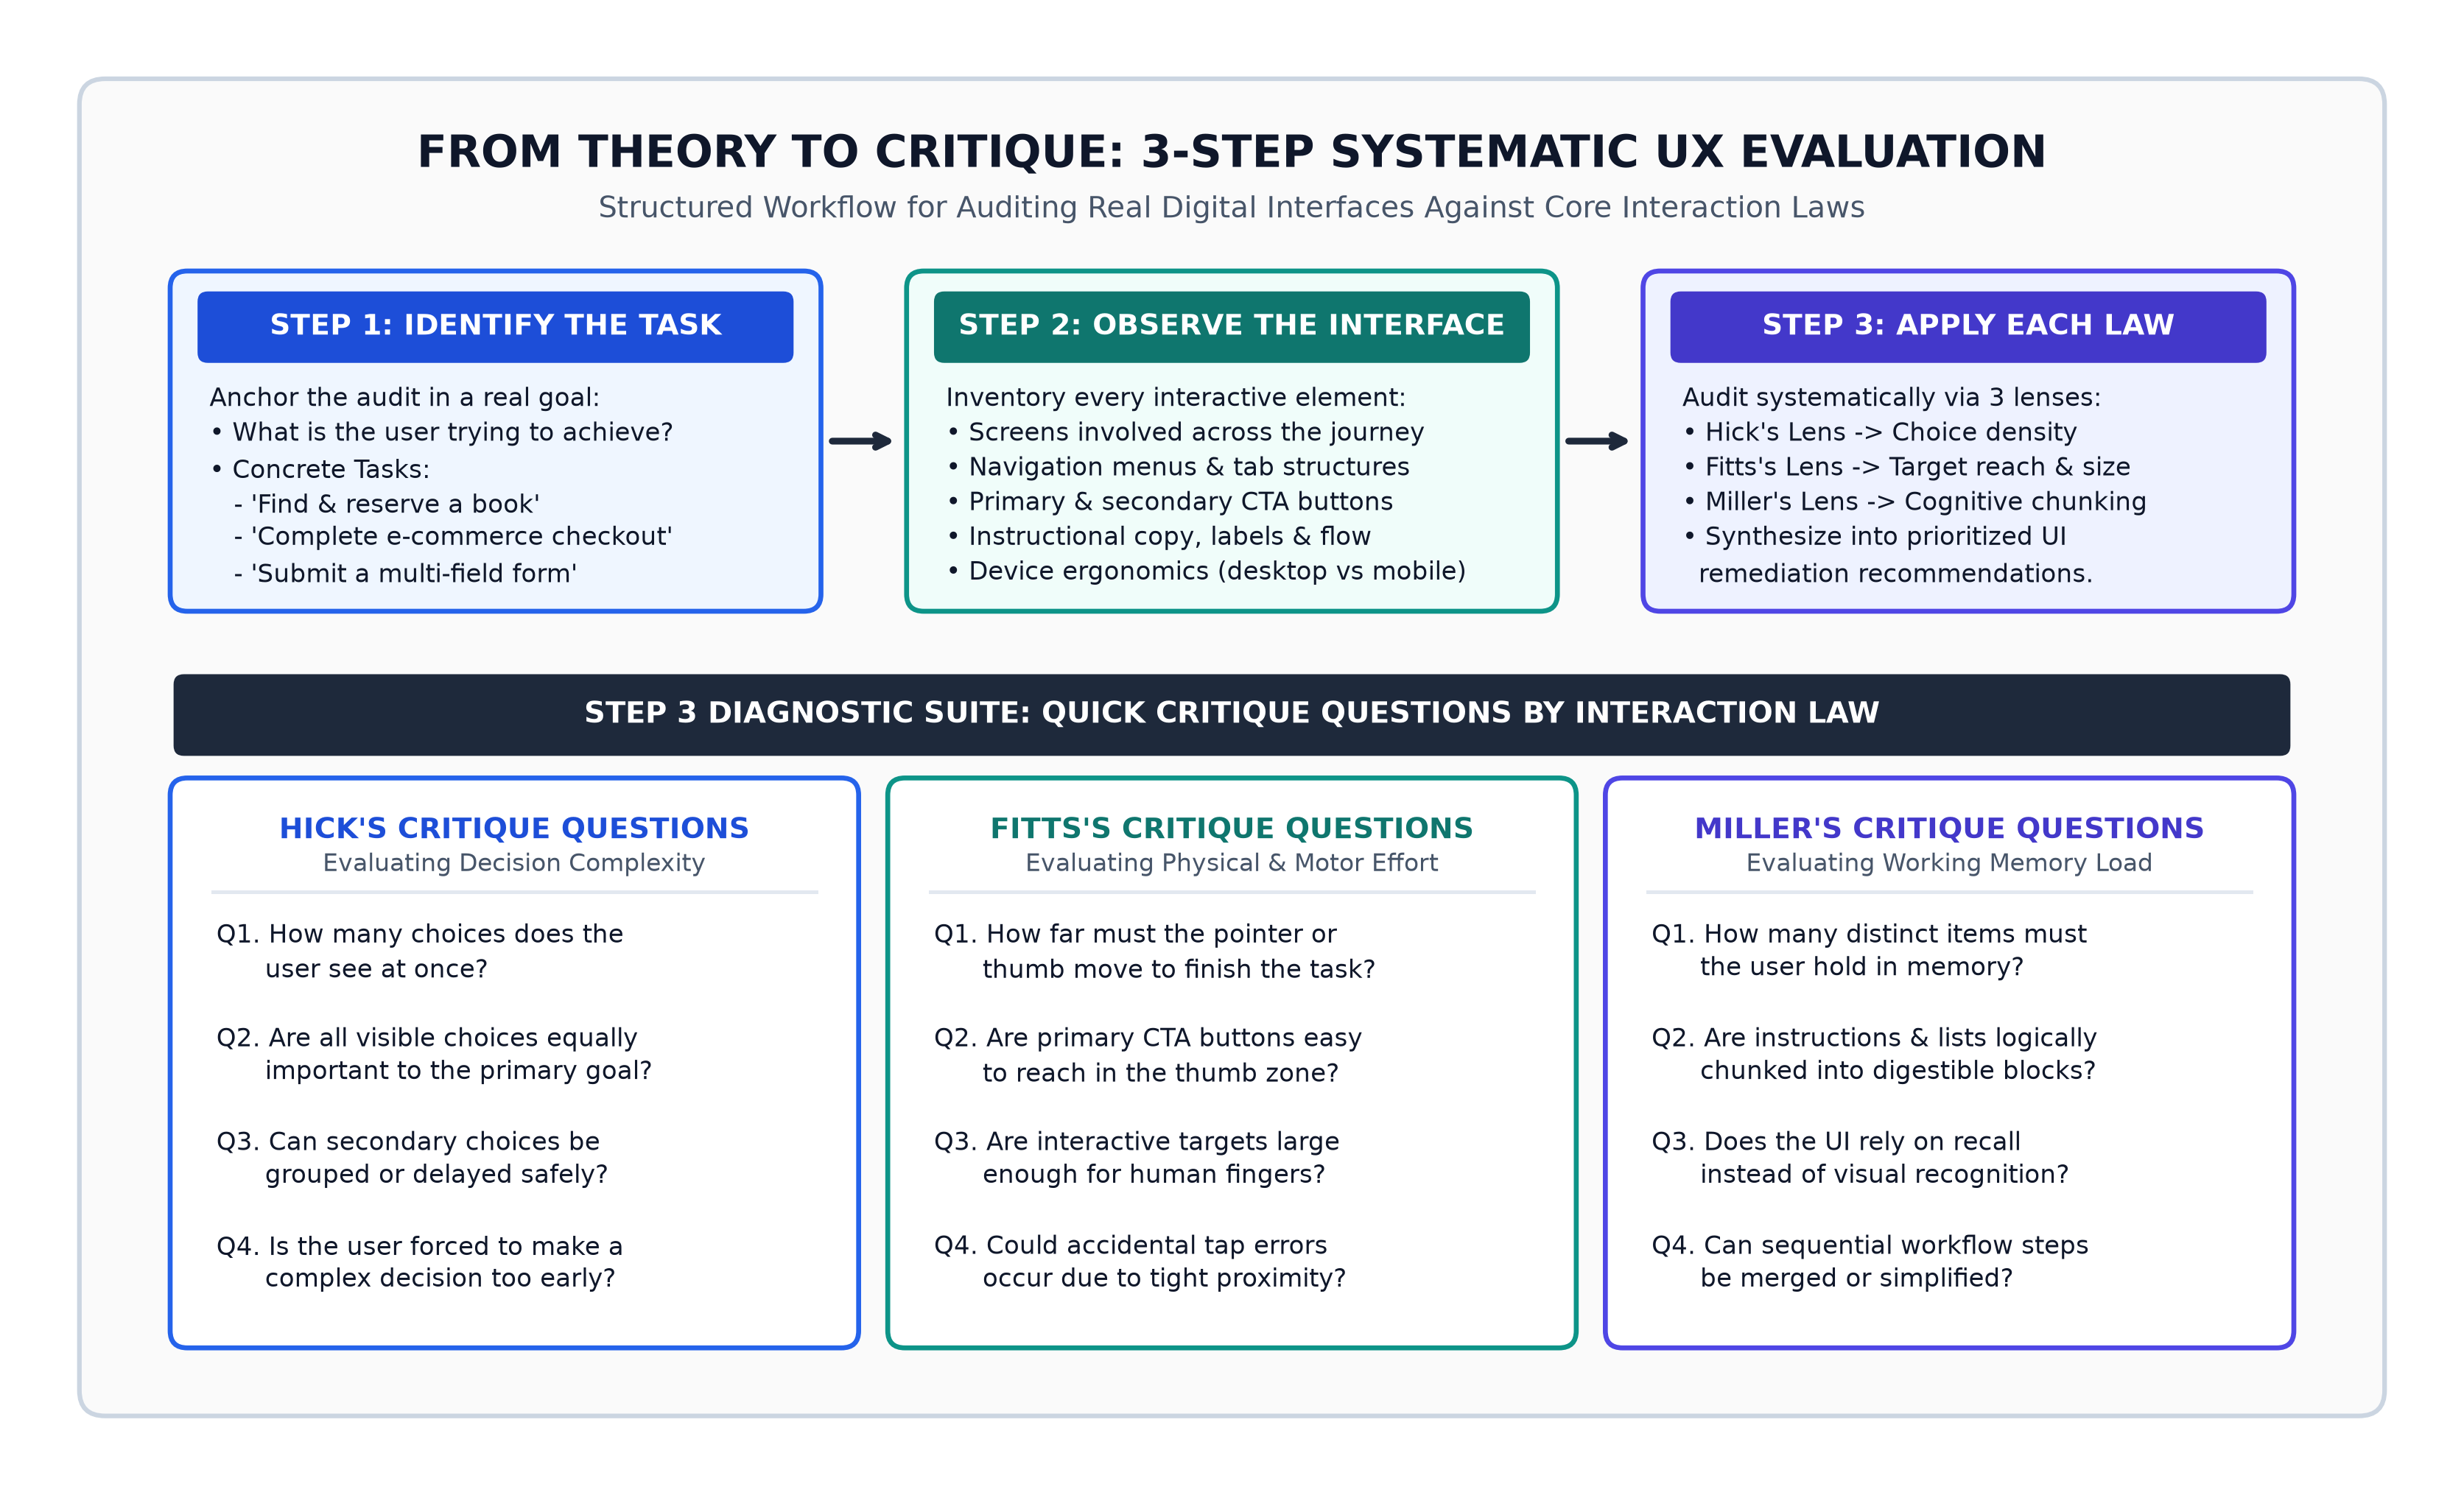 FROM THEORY TO CRITIQUE: 3-STEP SYSTEMATIC UX EVALUATION
Structured Workflow for Auditing Real Digital Interfaces Against Core Interaction Laws
STEP 1: IDENTIFY THE TASK
Anchor the audit in a real goal:
• What is the user trying to achieve?
• Concrete Tasks:
- 'Find & reserve a book'
- 'Complete e-commerce checkout'
- 'Submit a multi-field form'
STEP 2: OBSERVE THE INTERFACE
Inventory every interactive element:
• Screens involved across the journey
• Navigation menus & tab structures
• Primary & secondary CTA buttons
• Instructional copy, labels & flow
• Device ergonomics (desktop vs mobile)
STEP 3: APPLY EACH LAW
Audit systematically via 3 lenses:
• Hick's Lens -> Choice density
• Fitts's Lens -> Target reach & size
• Miller's Lens -> Cognitive chunking
• Synthesize into prioritized UI
remediation recommendations.
STEP 3 DIAGNOSTIC SUITE: QUICK CRITIQUE QUESTIONS BY INTERACTION LAW
HICK'S CRITIQUE QUESTIONS
Evaluating Decision Complexity
Q1. How many choices does the
user see at once?
Q2. Are all visible choices equally
important to the primary goal?
Q3. Can secondary choices be
grouped or delayed safely?
Q4. Is the user forced to make a
complex decision too early?
FITTS'S CRITIQUE QUESTIONS
Evaluating Physical & Motor Effort
Q1. How far must the pointer or
thumb move to finish the task?
Q2. Are primary CTA buttons easy
to reach in the thumb zone?
Q3. Are interactive targets large
enough for human fingers?
Q4. Could accidental tap errors
occur due to tight proximity?
MILLER'S CRITIQUE QUESTIONS
Evaluating Working Memory Load
Q1. How many distinct items must
the user hold in memory?
Q2. Are instructions & lists logically
chunked into digestible blocks?
Q3. Does the UI rely on recall
instead of visual recognition?
Q4. Can sequential workflow steps
be merged or simplified?